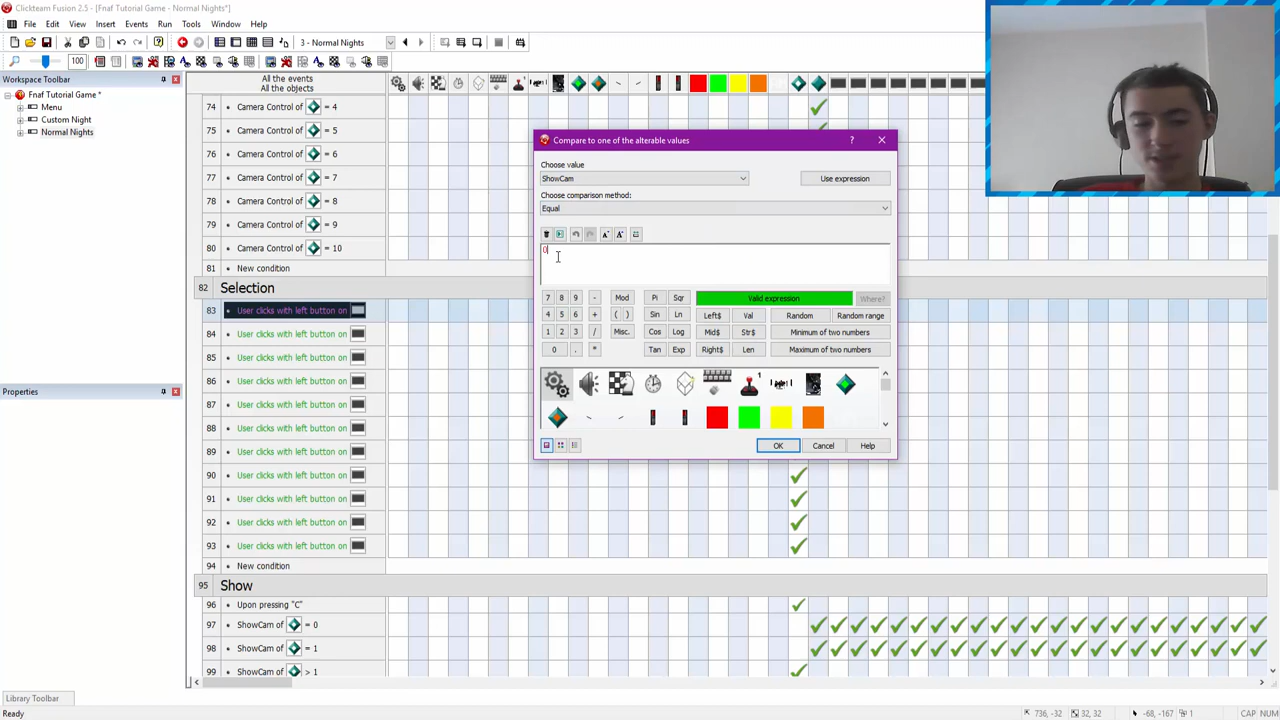 Clickteam Fusion 2.5 - [Fnaf Tutorial Game - Normal Nights]
File Edit View Insert Events Run Tools Window Help
3 - Normal Nights
100
Workspace Toolbar
Fnaf Tutorial Game *
Menu
Custom Night
Normal Nights
Properties
Library Toolbar
Ready
All the events
All the objects
74 • Camera Control of = 4
75 • Camera Control of = 5
76 • Camera Control of = 6
77 • Camera Control of = 7
78 • Camera Control of = 8
79 • Camera Control of = 9
80 • Camera Control of = 10
81 • New condition
82 Selection
83 • User clicks with left button on
84 • User clicks with left button on
85 • User clicks with left button on
86 • User clicks with left button on
87 • User clicks with left button on
88 • User clicks with left button on
89 • User clicks with left button on
90 • User clicks with left button on
91 • User clicks with left button on
92 • User clicks with left button on
93 • User clicks with left button on
94 • New condition
95 Show
96 • Upon pressing "C"
97 • ShowCam of = 0
98 • ShowCam of = 1
99 • ShowCam of > 1
Compare to one of the alterable values
?
Choose value
ShowCam
Use expression
Choose comparison method:
Equal
0
7 8 9 - Mod Pi Sqr Valid expression Where?
4 5 6 + ( ) Sin Ln Left$ Val Random Random range
1 2 3 / Misc. Cos Log Mid$ Str$ Minimum of two numbers
0 . * Tan Exp Right$ Len Maximum of two numbers
OK Cancel Help
736, -32 32, 32 -68, -167 1 CAP NUM